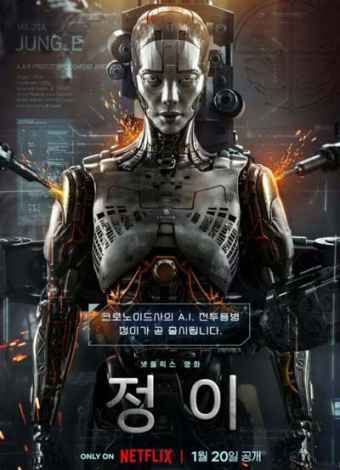 JUNG_E
크로노이드사의 A.I. 전투용병
정이가 곧 출시됩니다.
넷플릭스 영화
정이
ONLY ON NETFLIX | 1월 20일 공개